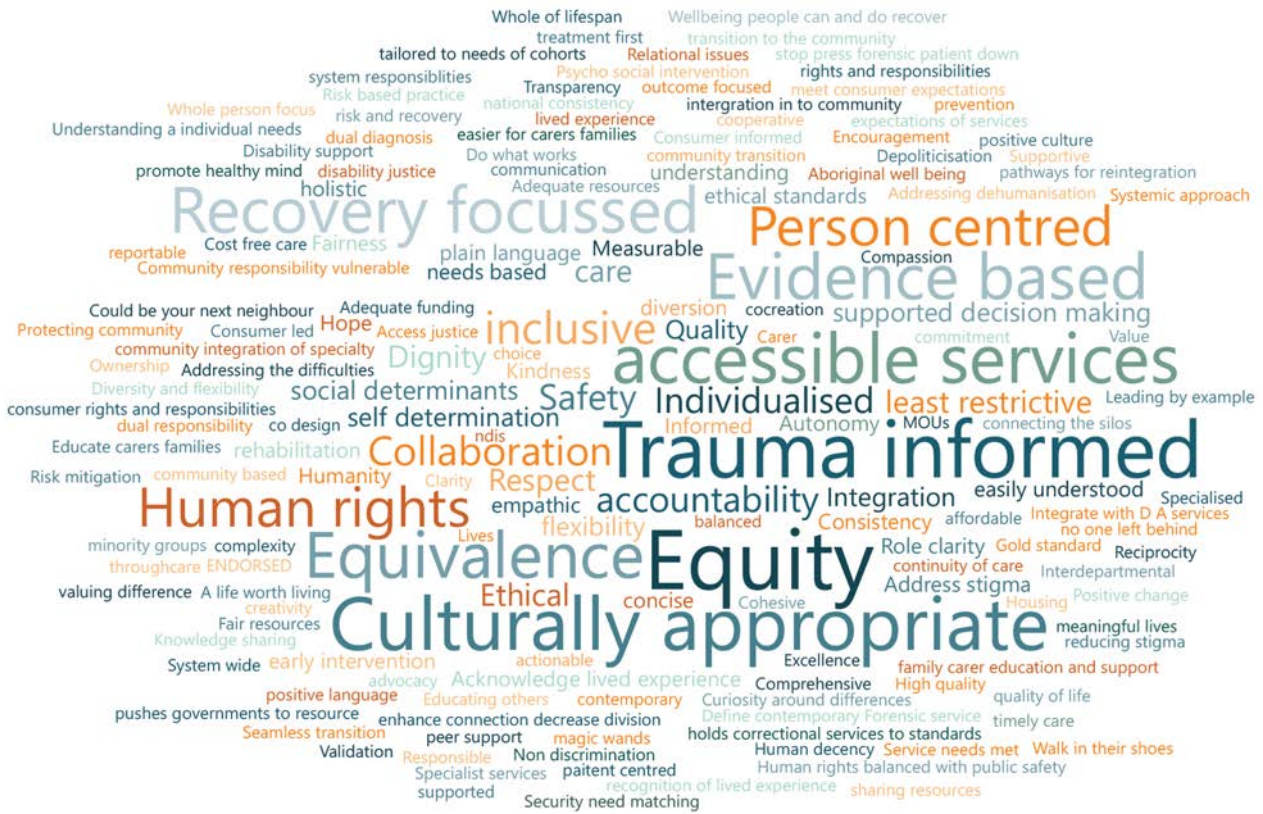 Whole of lifespan Wellbeing people can and do recover
treatment first transition to the community
tailored to needs of cohorts Relational issues stop press forensic patient down
system responsiblities Psycho social intervention rights and responsibilities
Risk based practice Transparency outcome focused meet consumer expectations
Whole person focus national consistency intergration in to community prevention
risk and recovery lived experience cooperative expectations of services
Understanding a individual needs dual diagnosis easier for carers families Consumer informed Encouragement positive culture
Disability support Do what works community transition Depoliticisation Supportive
promote healthy mind disability justice communication understanding Aboriginal well being pathways for reintegration
holistic Adequate resources ethical standards Addressing dehumanisation Systemic approach
Recovery focussed Person centred
reportable Cost free care Fairness plain language Measurable Compassion
Community responsibility vulnerable needs based care Evidence based
Could be your next neighbour Adequate funding diversion cocreation supported decision making
Protecting community Consumer led Hope Access justice inclusive Quality Carer commitment Value
community integration of specialty Dignity choice accessible services
Ownership Addressing the difficulties Kindness
Diversity and flexibility social determinants Safety Individualised least restrictive Leading by example
consumer rights and responsibilities self determination
dual responsibility co design ndis Informed Autonomy MOUs connecting the silos
Educate carers families rehabilitation Collaboration Trauma informed
Risk mitigation community based Humanity Clarity Respect
Human rights empathic accountability Integration easily understood Specialised
flexibility balanced Consistency affordable Integrate with D A services
no one left behind
minority groups complexity Lives Equivalence Equity Role clarity Gold standard Reciprocity
throughcare ENDORSED continuity of care Interdepartmental
valuing difference A life worth living Ethical concise Cohesive Address stigma Housing Positive change
creativity
Fair resources Culturally appropriate meaningful lives
Knowledge sharing reducing stigma
System wide early intervention actionable Excellence family carer education and support
advocacy Acknowledge lived experience Comprehensive High quality
positive language Educating others contemporary Curiosity around differences quality of life
pushes governments to resource enhance connection decrease division Define contemporary Forensic service timely care
Seamless transition peer support magic wands holds correctional services to standards
Validation Responsible Non discrimination Human decency Service needs met Walk in their shoes
Specialist services paitent centred Human rights balanced with public safety
supported recognition of lived experience sharing resources
Security need matching